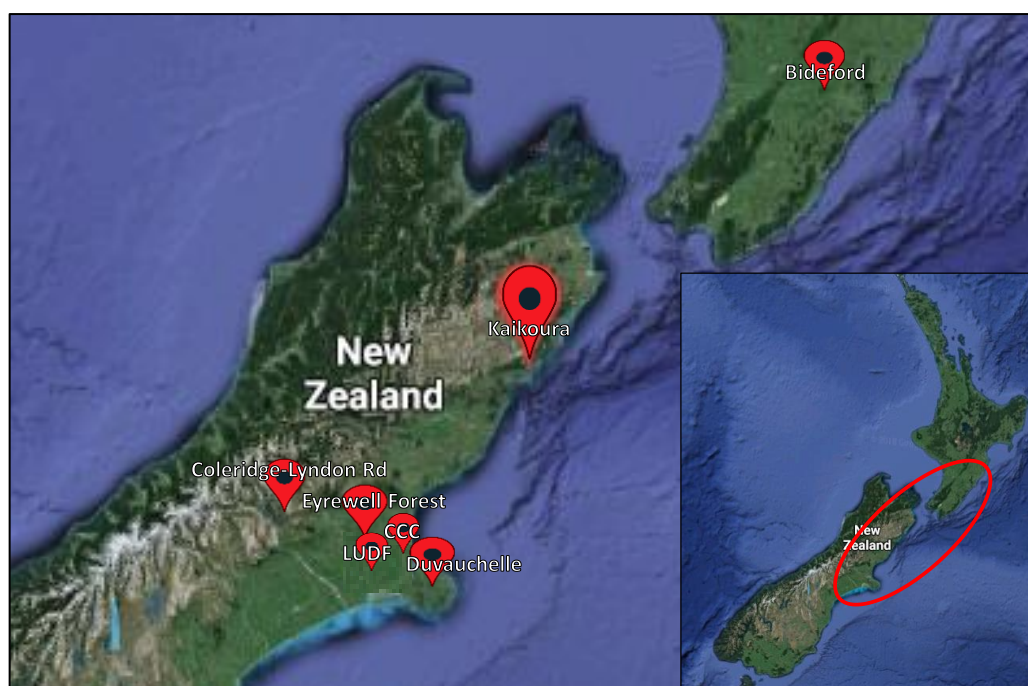 Bideford
Kaikoura
New
Zealand
Coleridge-Lyndon Rd
Eyrewell Forest
CCC
LUDF
Duvauchelle
New
Zealand